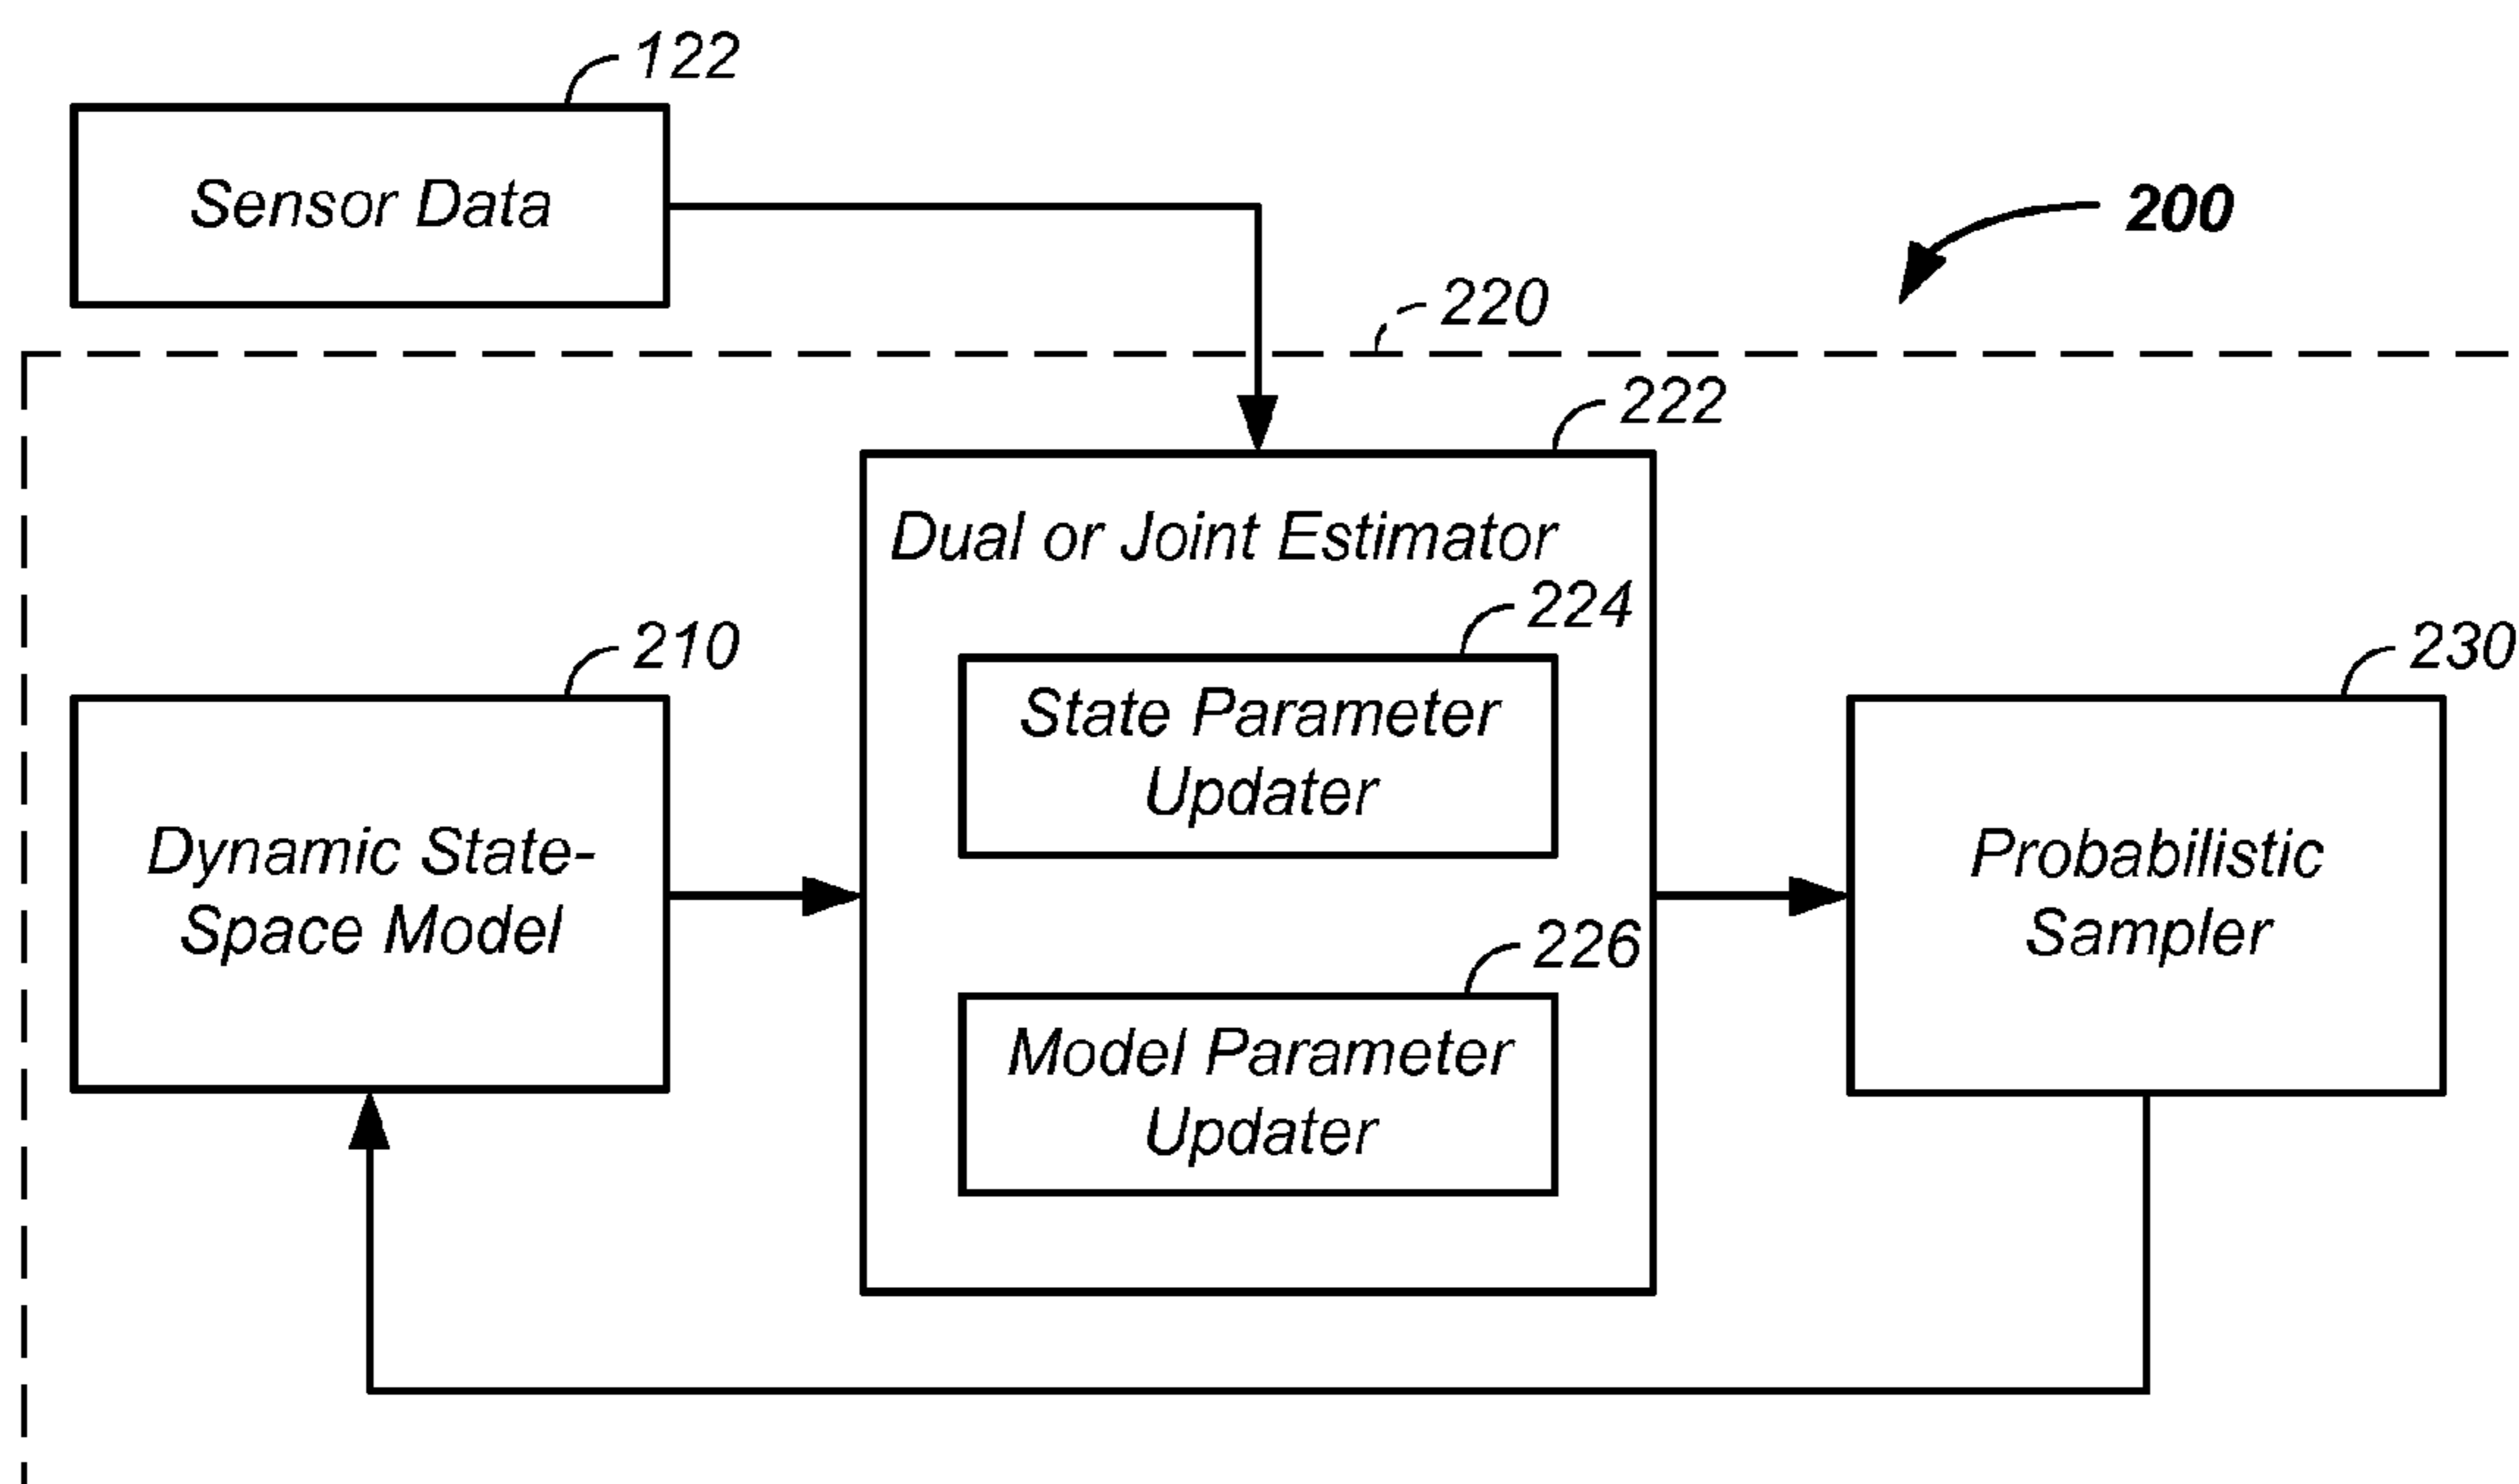 122
Sensor Data
200
220
222
Dual or Joint Estimator
224
210
230
State Parameter
Updater
Dynamic State-
Space Model
Probabilistic
Sampler
226
Model Parameter
Updater